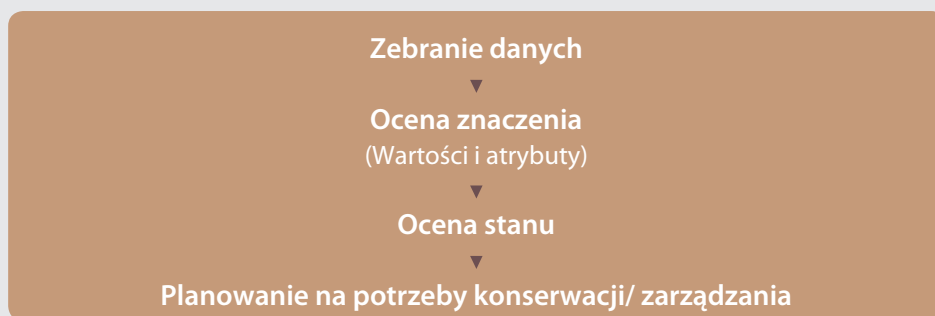 Zebranie danych
Ocena znaczenia
(Wartości i atrybuty)
Ocena stanu
Planowanie na potrzeby konserwacji/ zarządzania